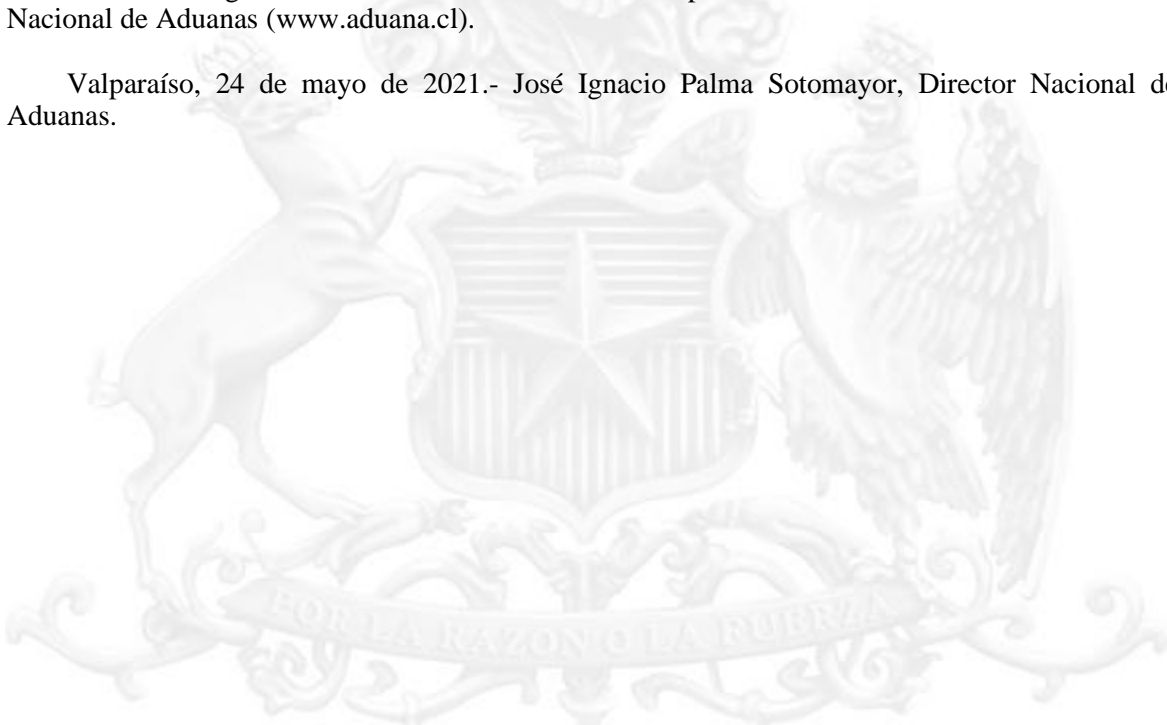 Nacional de Aduanas (www.aduana.cl).
Valparaíso, 24 de mayo de 2021.- José Ignacio Palma Sotomayor, Director Nacional de
Aduanas.
POR LA RAZON O LA FUERZA